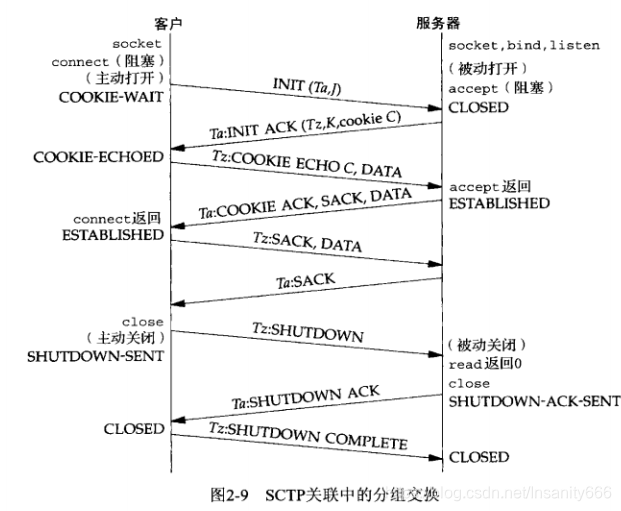 客户
服务器
socket
connect（阻塞）
（主动打开）
COOKIE-WAIT
socket,bind,listen
（被动打开）
accept（阻塞）
CLOSED
INIT (Ta,J)
Ta:INIT ACK (Tz,K,cookie C)
COOKIE-ECHOED
Tz:COOKIE ECHO C, DATA
accept返回
ESTABLISHED
Ta:COOKIE ACK, SACK, DATA
connect返回
ESTABLISHED
Tz:SACK, DATA
Ta:SACK
close
（主动关闭）
SHUTDOWN-SENT
Tz:SHUTDOWN
（被动关闭）
read返回0
close
SHUTDOWN-ACK-SENT
Ta:SHUTDOWN ACK
CLOSED
Tz:SHUTDOWN COMPLETE
CLOSED
图2-9 SCTP关联中的分组交换
log.csdn.net/Insanity666